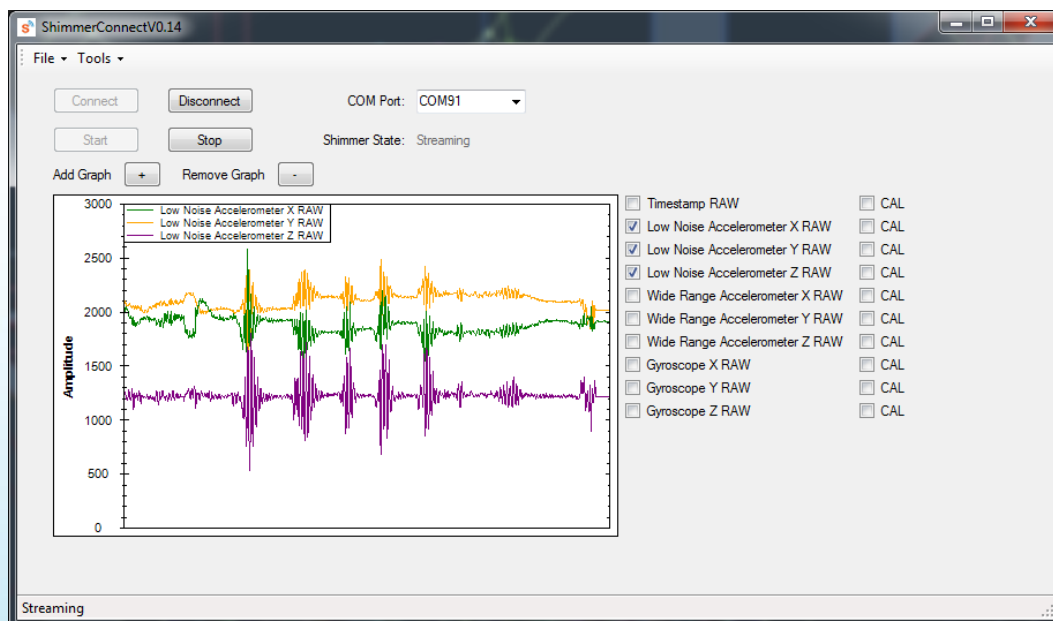 ShimmerConnectV0.14
File Tools
Connect Disconnect COM Port: COM91
Start Stop Shimmer State: Streaming
Add Graph + Remove Graph -
3000
2500
2000
1500
1000
500
0
Amplitude
Low Noise Accelerometer X RAW
Low Noise Accelerometer Y RAW
Low Noise Accelerometer Z RAW
Timestamp RAW CAL
Low Noise Accelerometer X RAW CAL
Low Noise Accelerometer Y RAW CAL
Low Noise Accelerometer Z RAW CAL
Wide Range Accelerometer X RAW CAL
Wide Range Accelerometer Y RAW CAL
Wide Range Accelerometer Z RAW CAL
Gyroscope X RAW CAL
Gyroscope Y RAW CAL
Gyroscope Z RAW CAL
Streaming